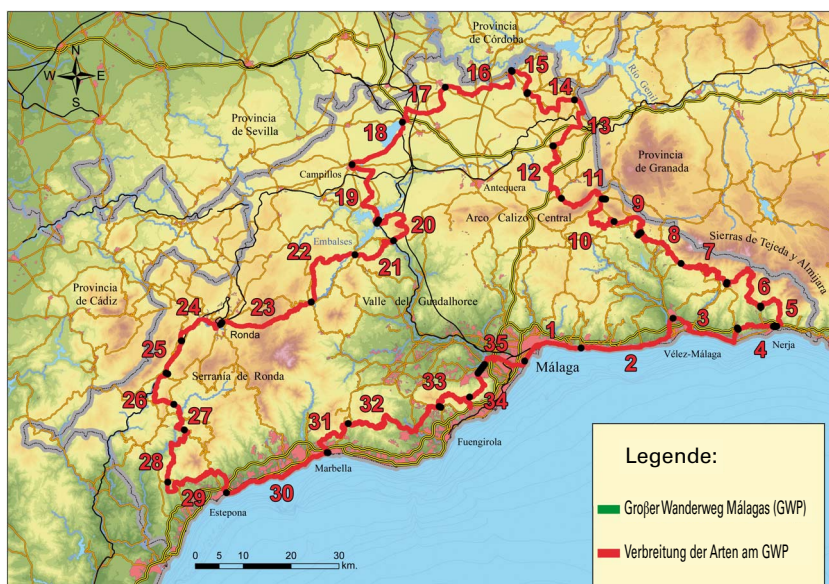 N
W E
S
Provincia
de Córdoba
Río Genil
Provincia
de Sevilla
16
15
17
14
18
13
Campillos
12
Antequera
Provincia
de Granada
19
11
20
Arco Calizo Central
9
10
Embalses
21
22
8
Sierras de Tejeda y Almijara
7
Provincia
de Cádiz
24
23
Valle del Guadalhorce
6
5
Ronda
25
35
1
3
4
Nerja
Málaga
2
Vélez-Málaga
Serranía de Ronda
26
33
34
27
31
32
Fuengirola
28
Marbella
29
30
Estepona
0 5 10 20 30
km.
Legende:
Groβer Wanderweg Málagas (GWP)
Verbreitung der Arten am GWP